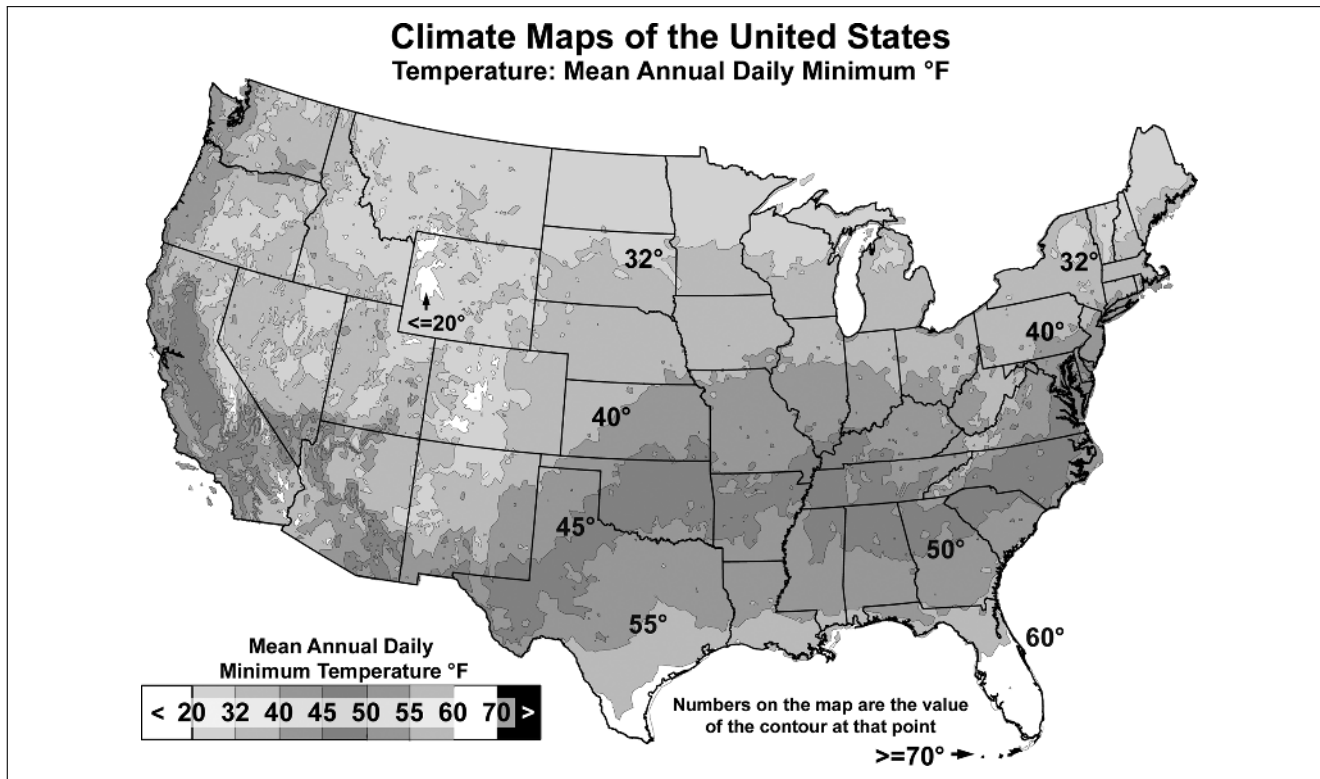 Climate Maps of the United States
Temperature: Mean Annual Daily Minimum °F
32°
32°
<=20°
40°
40°
45°
50°
55°
60°
Mean Annual Daily
Minimum Temperature °F
< 20 32 40 45 50 55 60 70 >
Numbers on the map are the value
of the contour at that point
>=70°